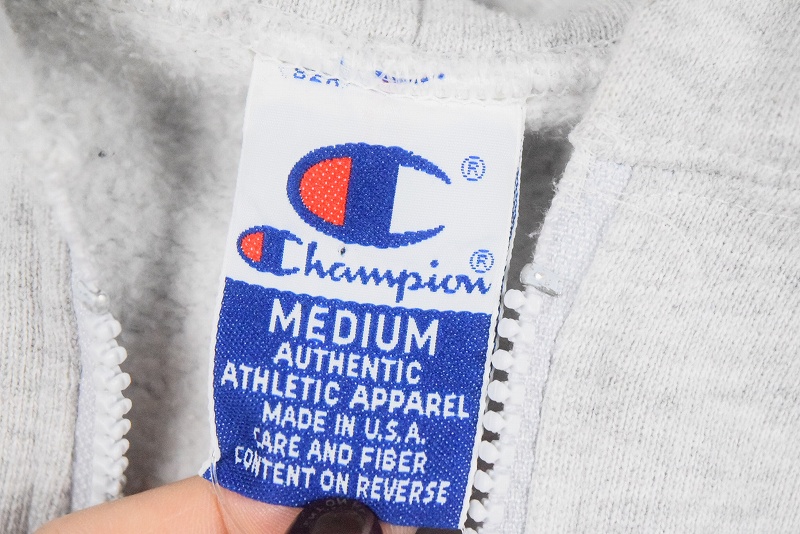 ®
Champion®
MEDIUM
AUTHENTIC
ATHLETIC APPAREL
MADE IN U.S.A.
CARE AND FIBER
CONTENT ON REVERSE